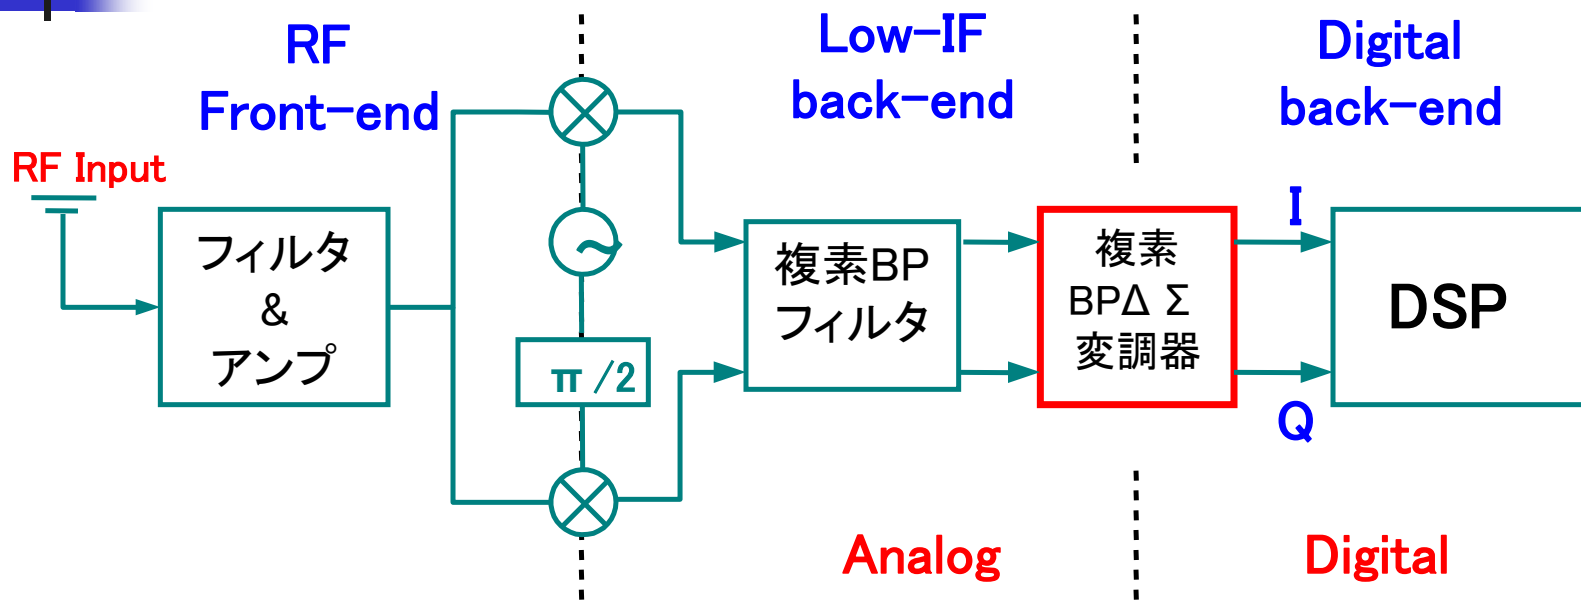 RF
Front-end
Low-IF
back-end
Digital
back-end
RF Input
フィルタ
&
アンプ
π/2
複素BP
フィルタ
複素
BPΔ Σ
変調器
I
Q
DSP
Analog
Digital